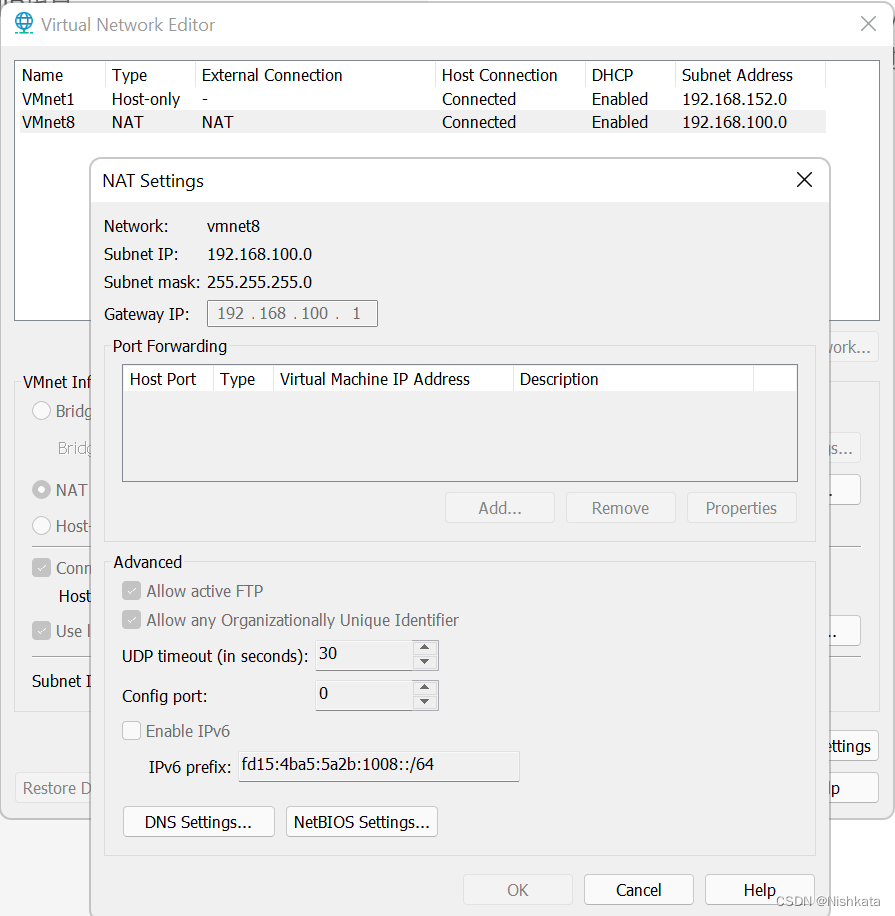 Virtual Network Editor
Name Type External Connection Host Connection DHCP Subnet Address
VMnet1 Host-only - Connected Enabled 192.168.152.0
VMnet8 NAT NAT Connected Enabled 192.168.100.0
NAT Settings
Network: vmnet8
Subnet IP: 192.168.100.0
Subnet mask: 255.255.255.0
Gateway IP: 192 . 168 . 100 . 1
Port Forwarding
ork...
Host Port Type Virtual Machine IP Address Description
VMnet Inf
Bridg
Bridg
s...
NAT
Add... Remove Properties
Host-
Advanced
Conn
Allow active FTP
Host
Allow any Organizationally Unique Identifier
Use l
...
UDP timeout (in seconds): 30
Subnet I
Config port: 0
Enable IPv6
ettings
IPv6 prefix: fd15:4ba5:5a2b:1008::/64
Restore D
lp
DNS Settings... NetBIOS Settings...
OK Cancel Help
CSDN @Nishkata